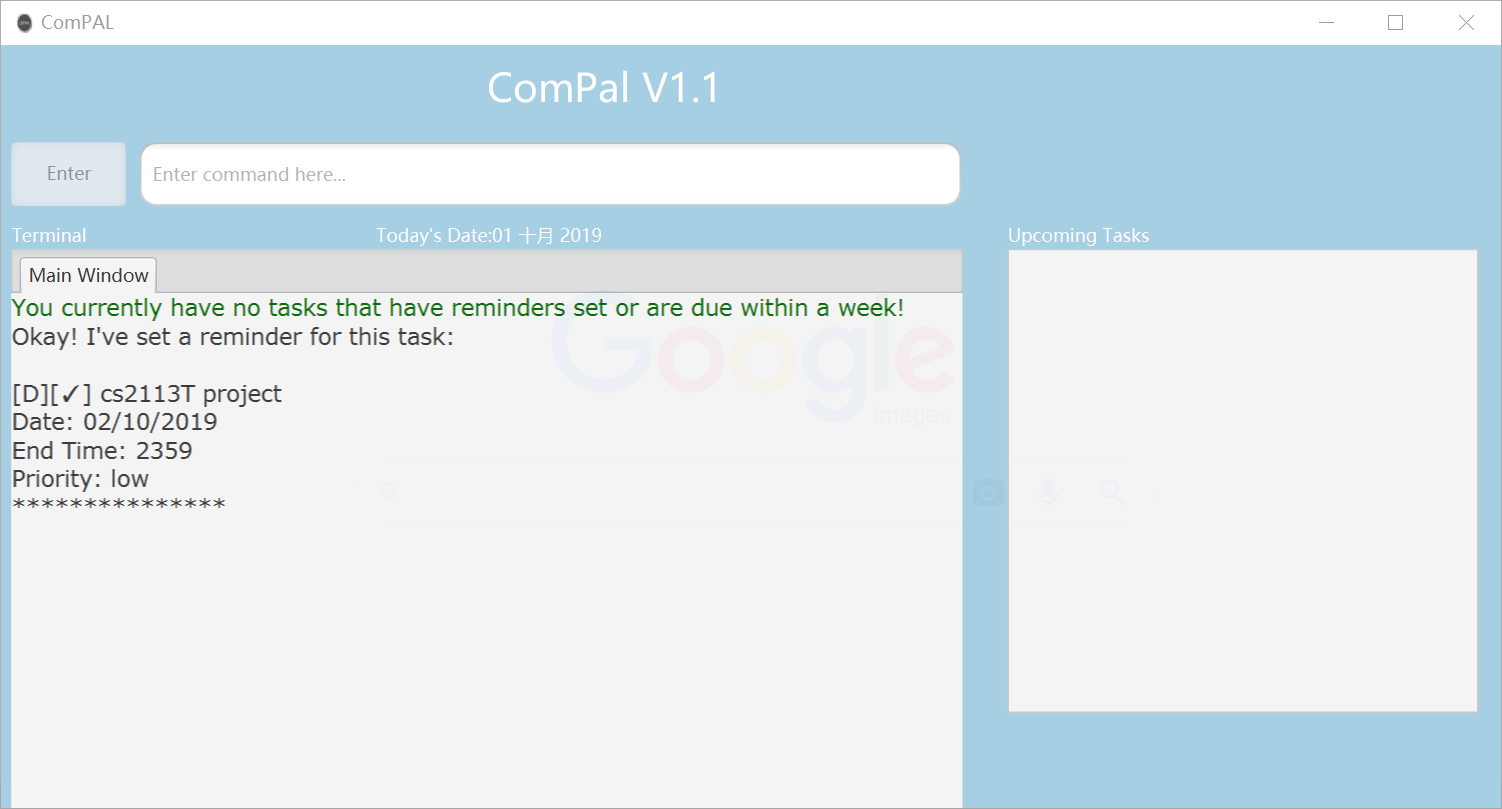 ComPAL
ComPal V1.1
Enter
Enter command here...
Terminal
Today's Date:01 十月 2019
Upcoming Tasks
Main Window
You currently have no tasks that have reminders set or are due within a week!
Okay! I've set a reminder for this task:
[D][✓] cs2113T project
Date: 02/10/2019
End Time: 2359
Priority: low
***************
Google
images